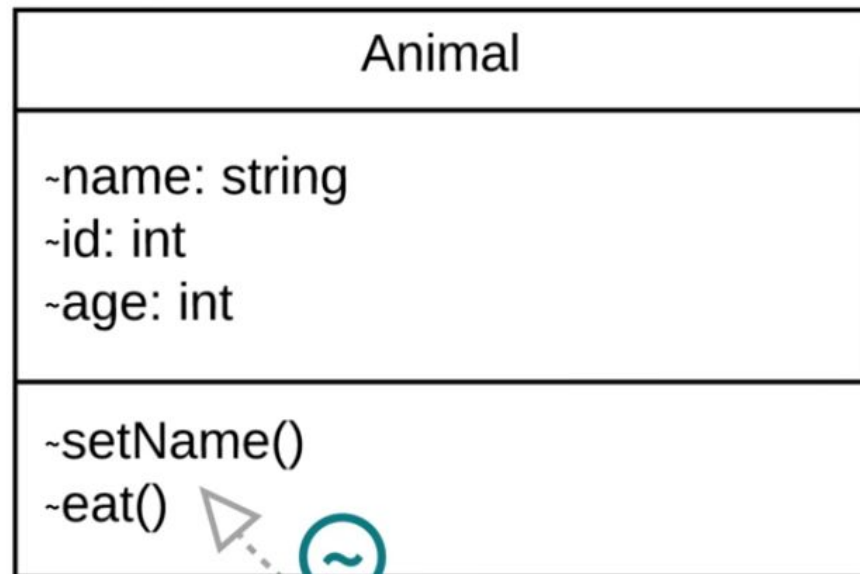 Animal
~name: string
~id: int
~age: int
~setName()
~eat()
~